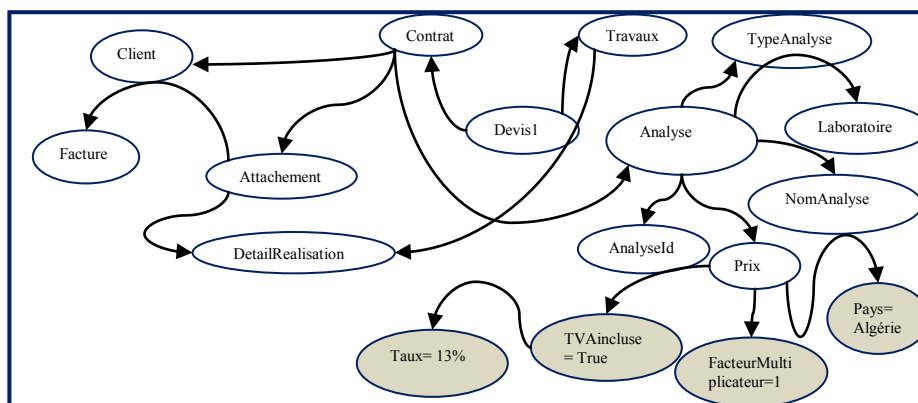 Contrat
Travaux
TypeAnalyse
Client
Laboratoire
Devis1
Analyse
Facture
Attachement
NomAnalyse
DetailRealisation
AnalyseId
Prix
Pays=
Algérie
TVAincluse
= True
Taux= 13%
FacteurMulti
plicateur=1